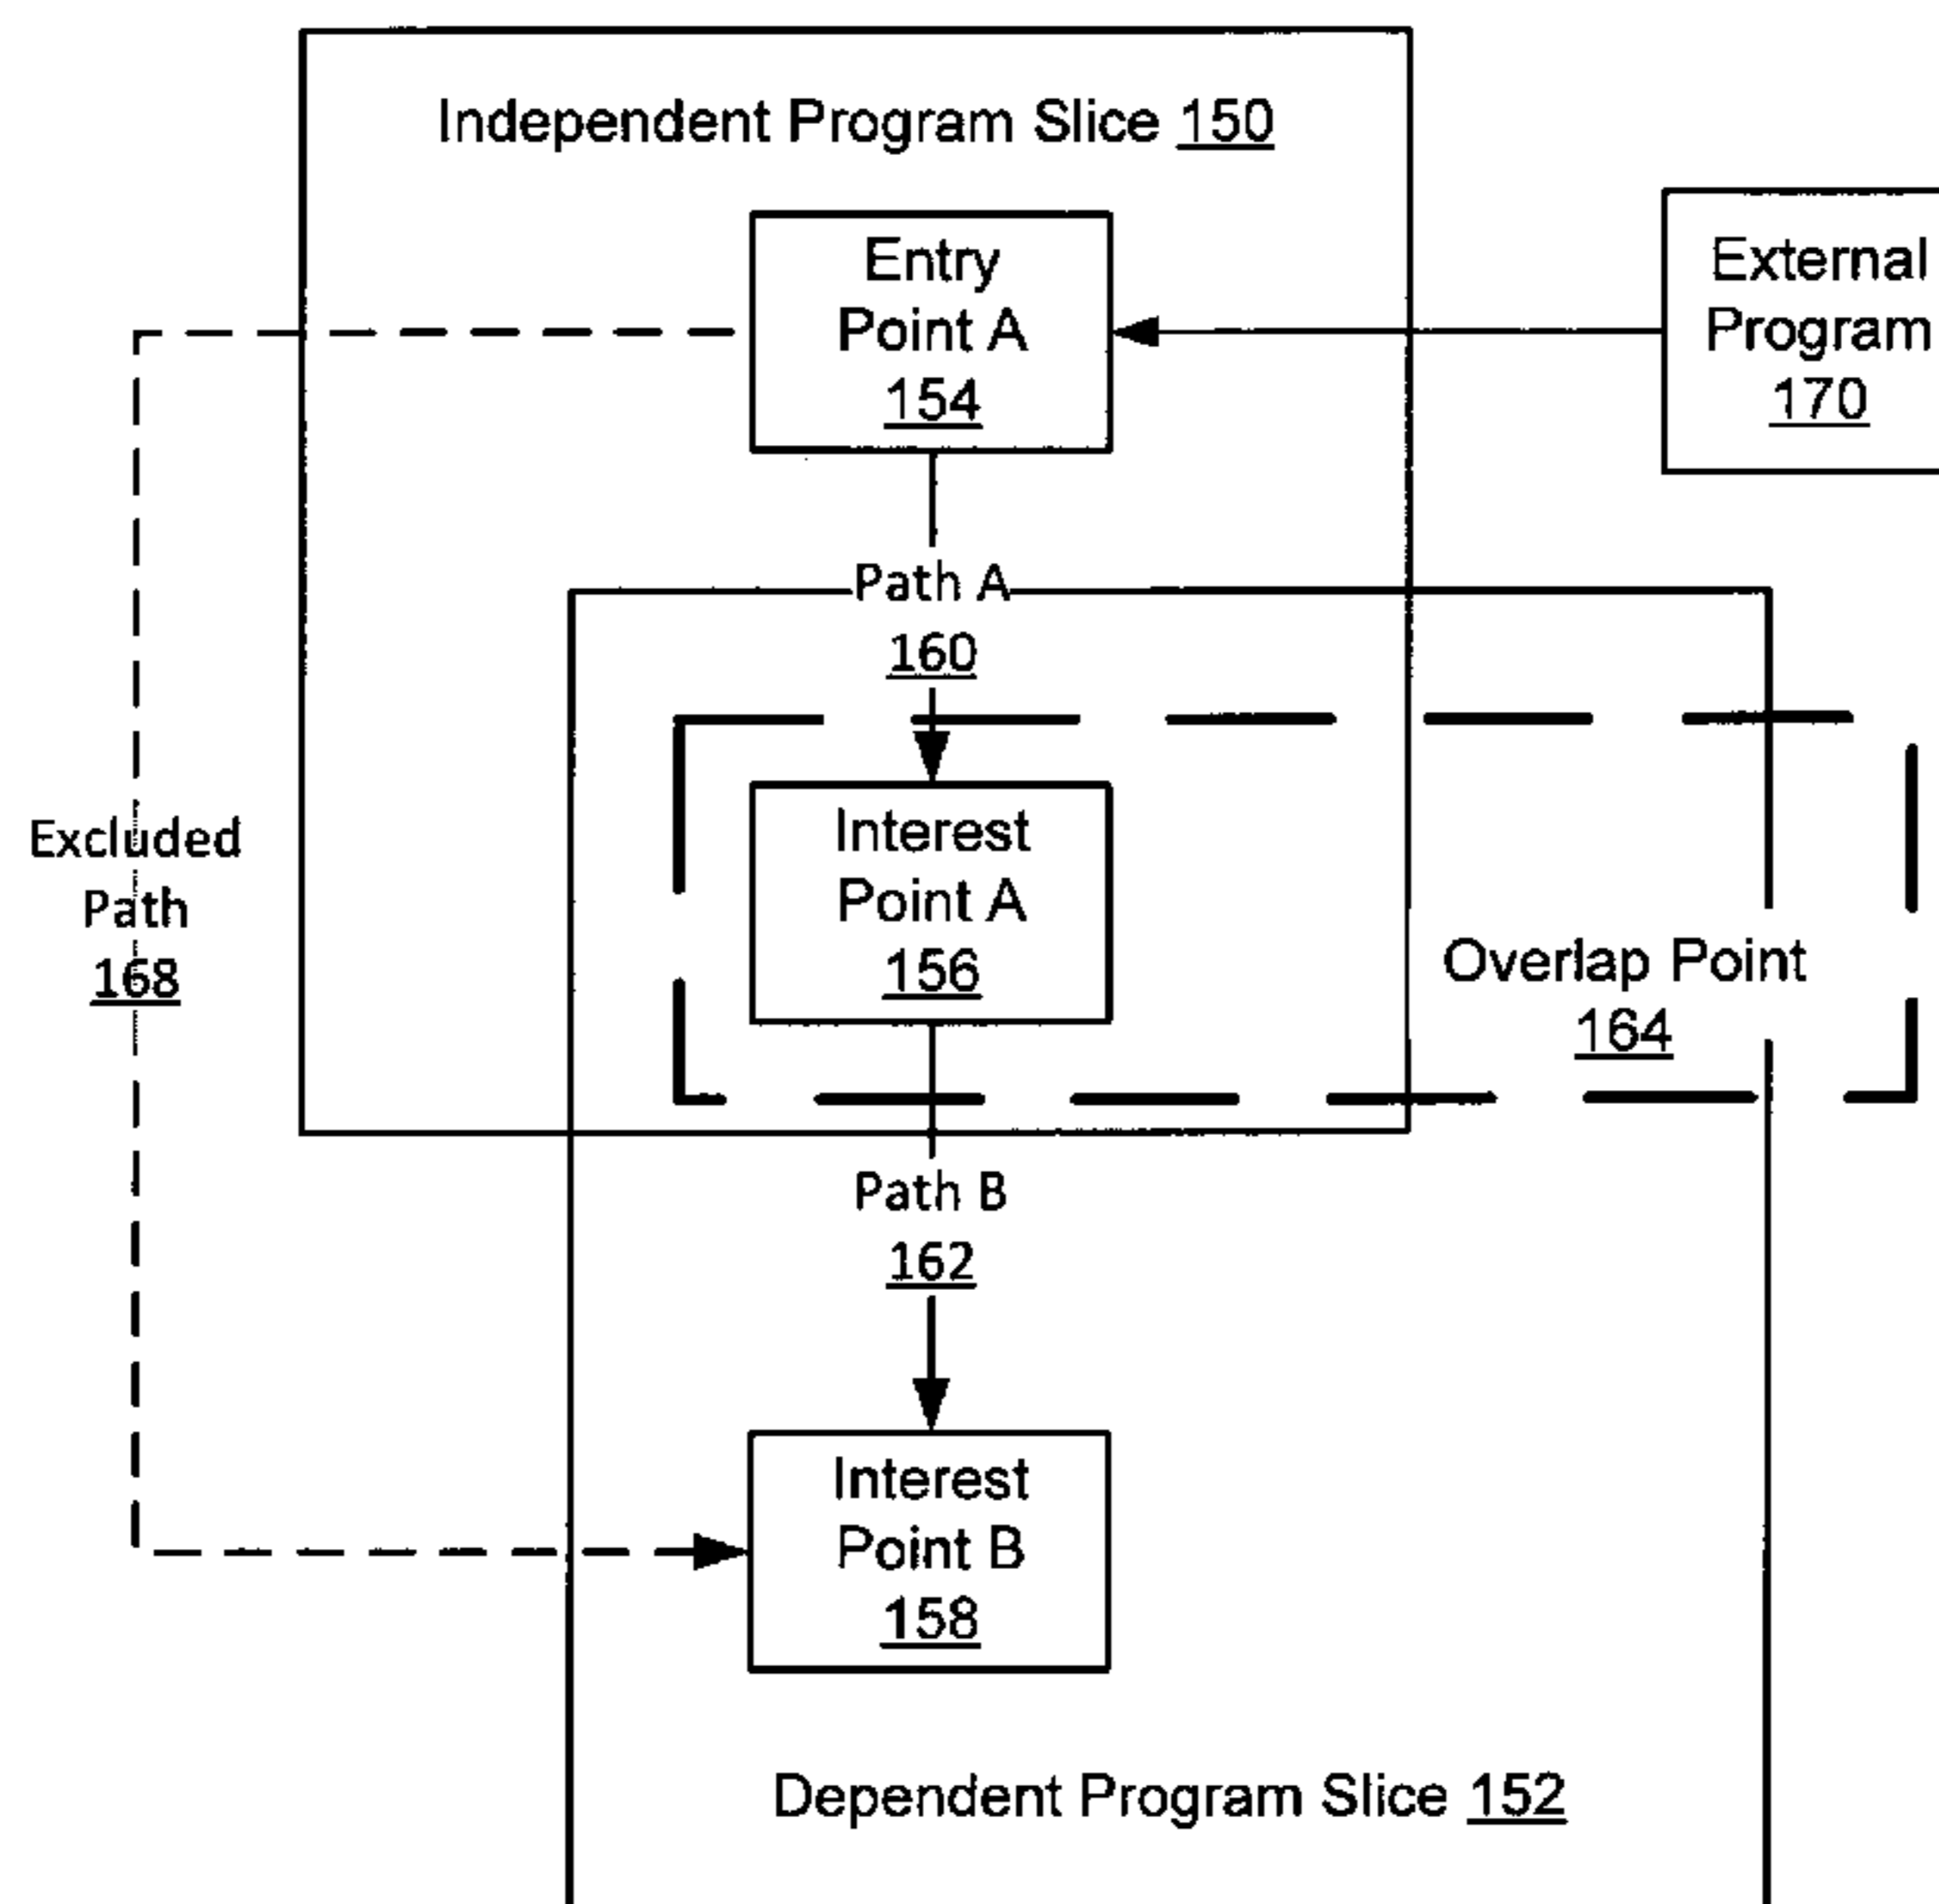 Independent Program Slice 150
Entry
Point A
154
External
Program
170
Path A
160
Interest
Point A
156
Excluded
Path
168
Overlap Point
164
Path B
162
Interest
Point B
158
Dependent Program Slice 152